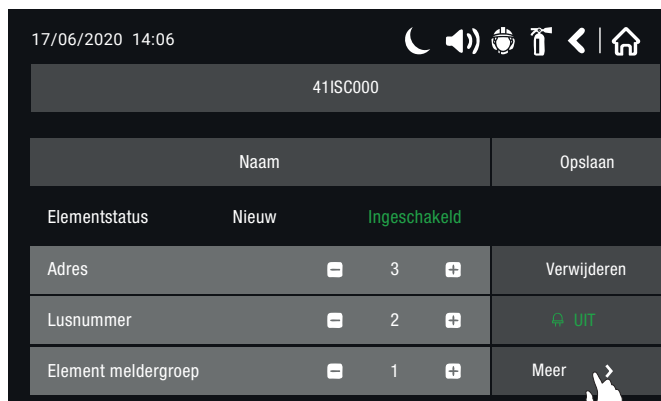 17/06/2020 14:06
41ISC000
Naam Opslaan
Elementstatus Nieuw Ingeschakeld
Adres 3 Verwijderen
Lusnummer 2 UIT
Element meldergroep 1 Meer